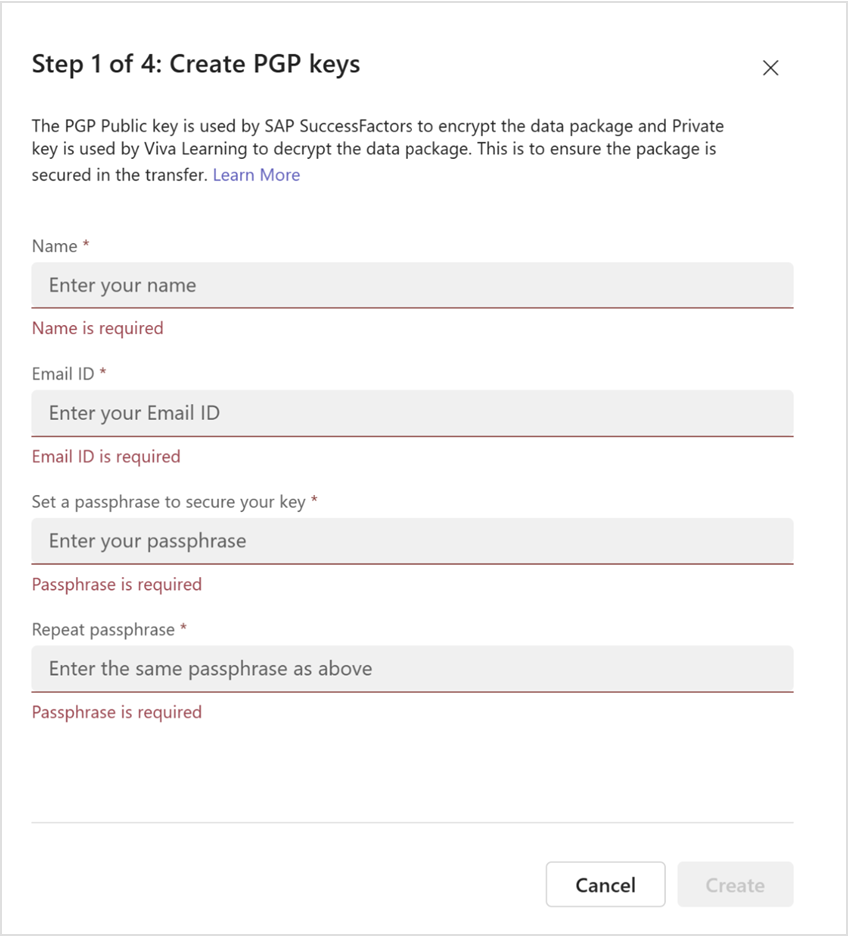 Step 1 of 4: Create PGP keys
The PGP Public key is used by SAP SuccessFactors to encrypt the data package and Private
key is used by Viva Learning to decrypt the data package. This is to ensure the package is
secured in the transfer. Learn More
Name *
Enter your name
Name is required
Email ID *
Enter your Email ID
Email ID is required
Set a passphrase to secure your key *
Enter your passphrase
Passphrase is required
Repeat passphrase *
Enter the same passphrase as above
Passphrase is required
Cancel Create